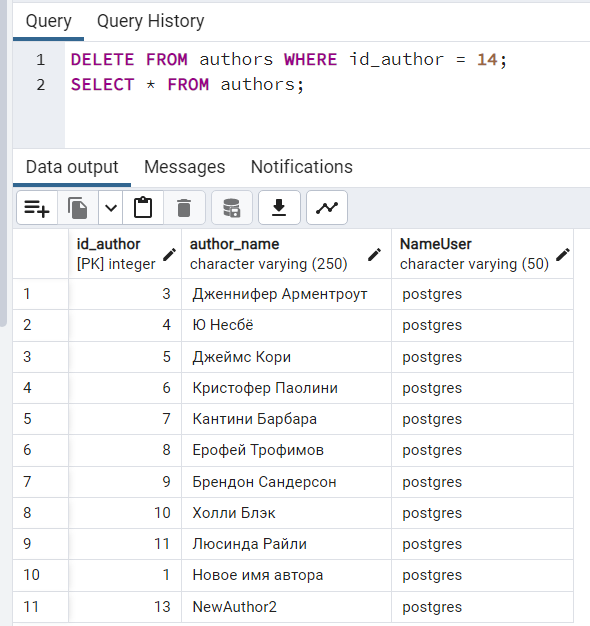 Query Query History
1 DELETE FROM authors WHERE id_author = 14;
2 SELECT * FROM authors;
Data output Messages Notifications
id_author author_name NameUser
[PK] integer character varying (250) character varying (50)
1 3 Дженнифер Арментроут postgres
2 4 Ю Несбё postgres
3 5 Джеймс Кори postgres
4 6 Кристофер Паолини postgres
5 7 Кантини Барбара postgres
6 8 Ерофей Трофимов postgres
7 9 Брендон Сандерсон postgres
8 10 Холли Блэк postgres
9 11 Люсинда Райли postgres
10 1 Новое имя автора postgres
11 13 NewAuthor2 postgres